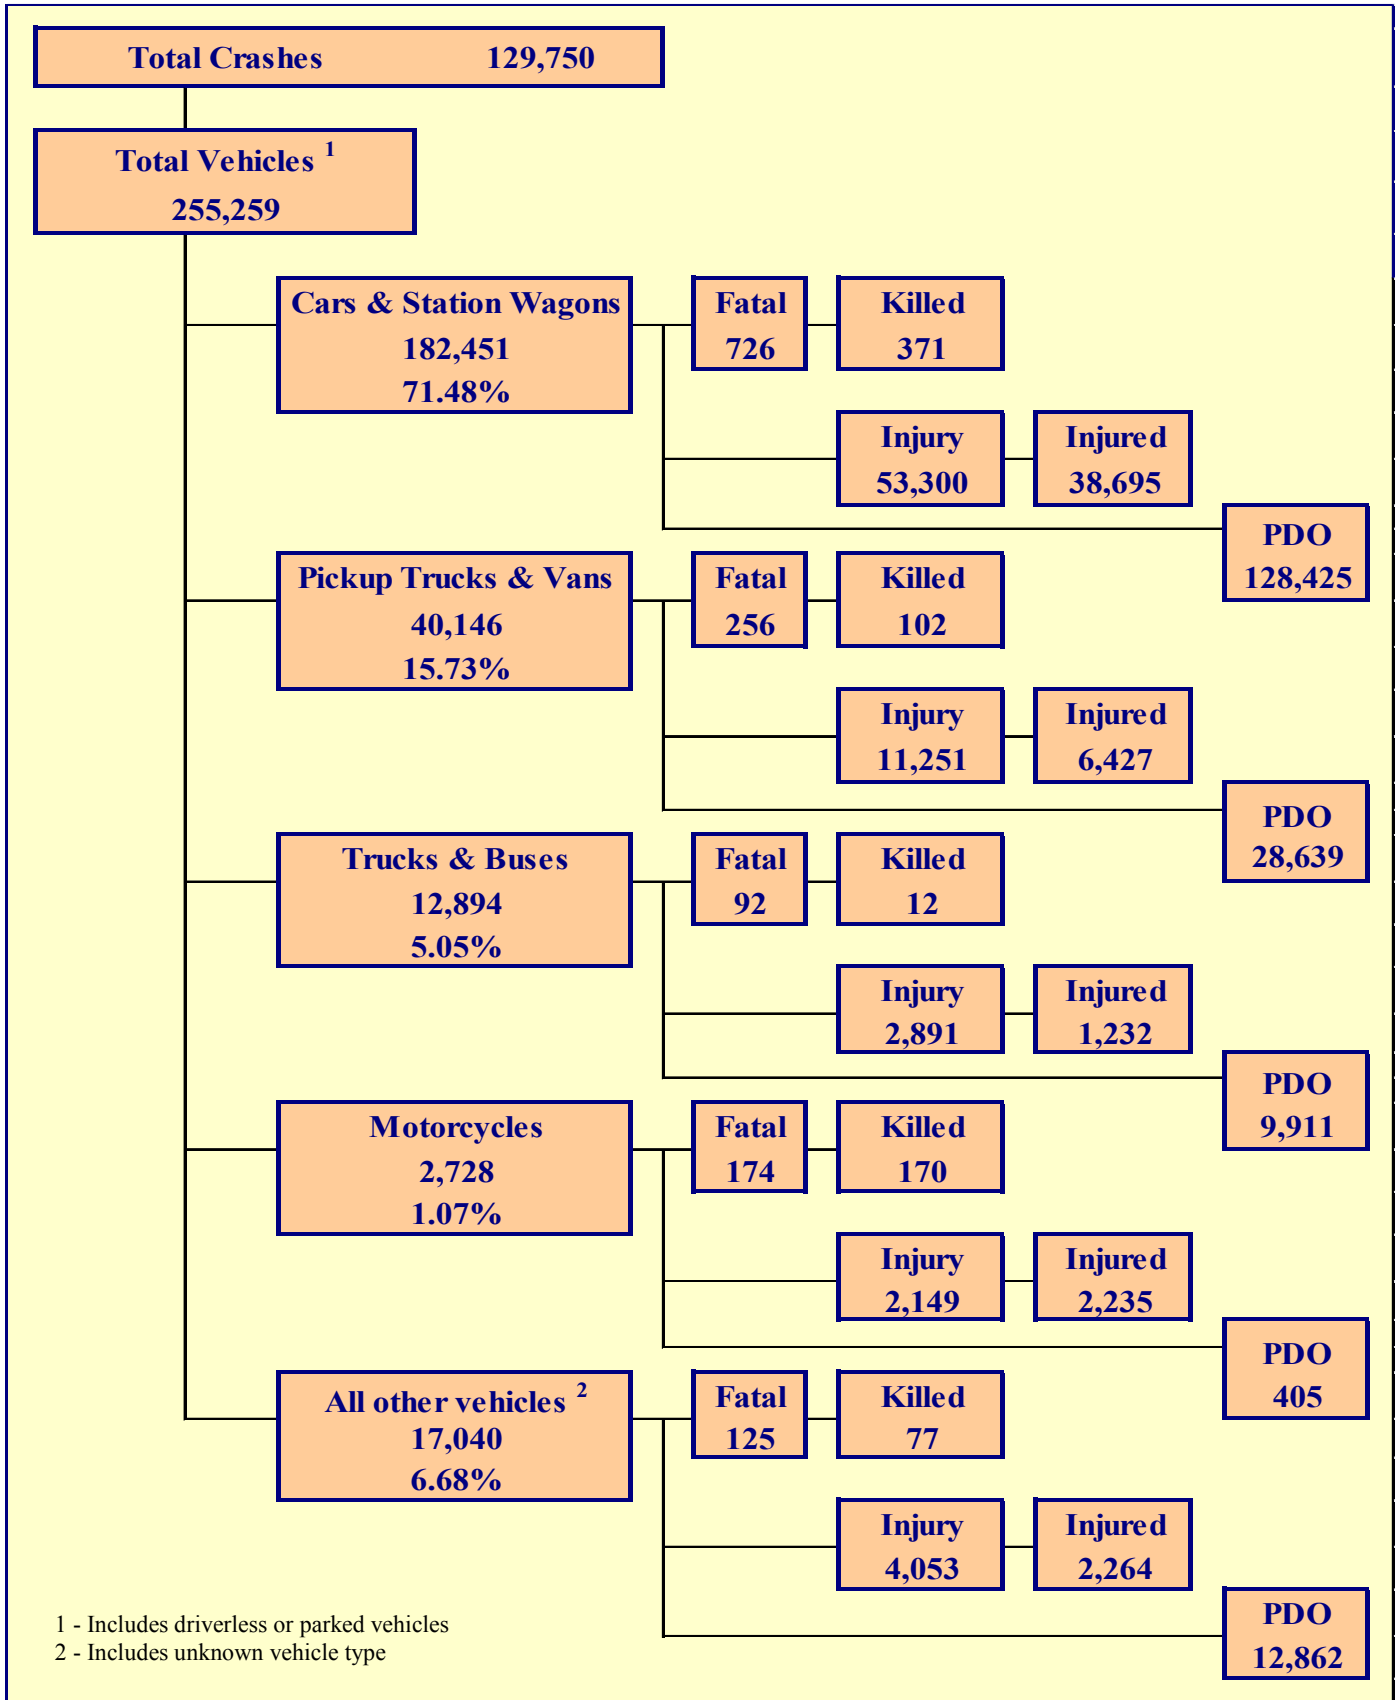 Total Crashes 129,750
Total Vehicles 1
255,259
Cars & Station Wagons
182,451
71.48%
Fatal
726
Killed
371
Injury
53,300
Injured
38,695
PDO
128,425
Pickup Trucks & Vans
40,146
15.73%
Fatal
256
Killed
102
Injury
11,251
Injured
6,427
PDO
28,639
Trucks & Buses
12,894
5.05%
Fatal
92
Killed
12
Injury
2,891
Injured
1,232
PDO
9,911
Motorcycles
2,728
1.07%
Fatal
174
Killed
170
Injury
2,149
Injured
2,235
PDO
405
All other vehicles 2
17,040
6.68%
Fatal
125
Killed
77
Injury
4,053
Injured
2,264
PDO
12,862
1 - Includes driverless or parked vehicles
2 - Includes unknown vehicle type